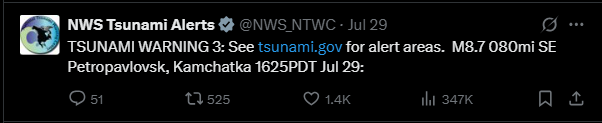 NWS Tsunami Alerts @NWS_NTWC · Jul 29
TSUNAMI WARNING 3: See tsunami.gov for alert areas. M8.7 080mi SE
Petropavlovsk, Kamchatka 1625PDT Jul 29:
51 525 1.4K 347K